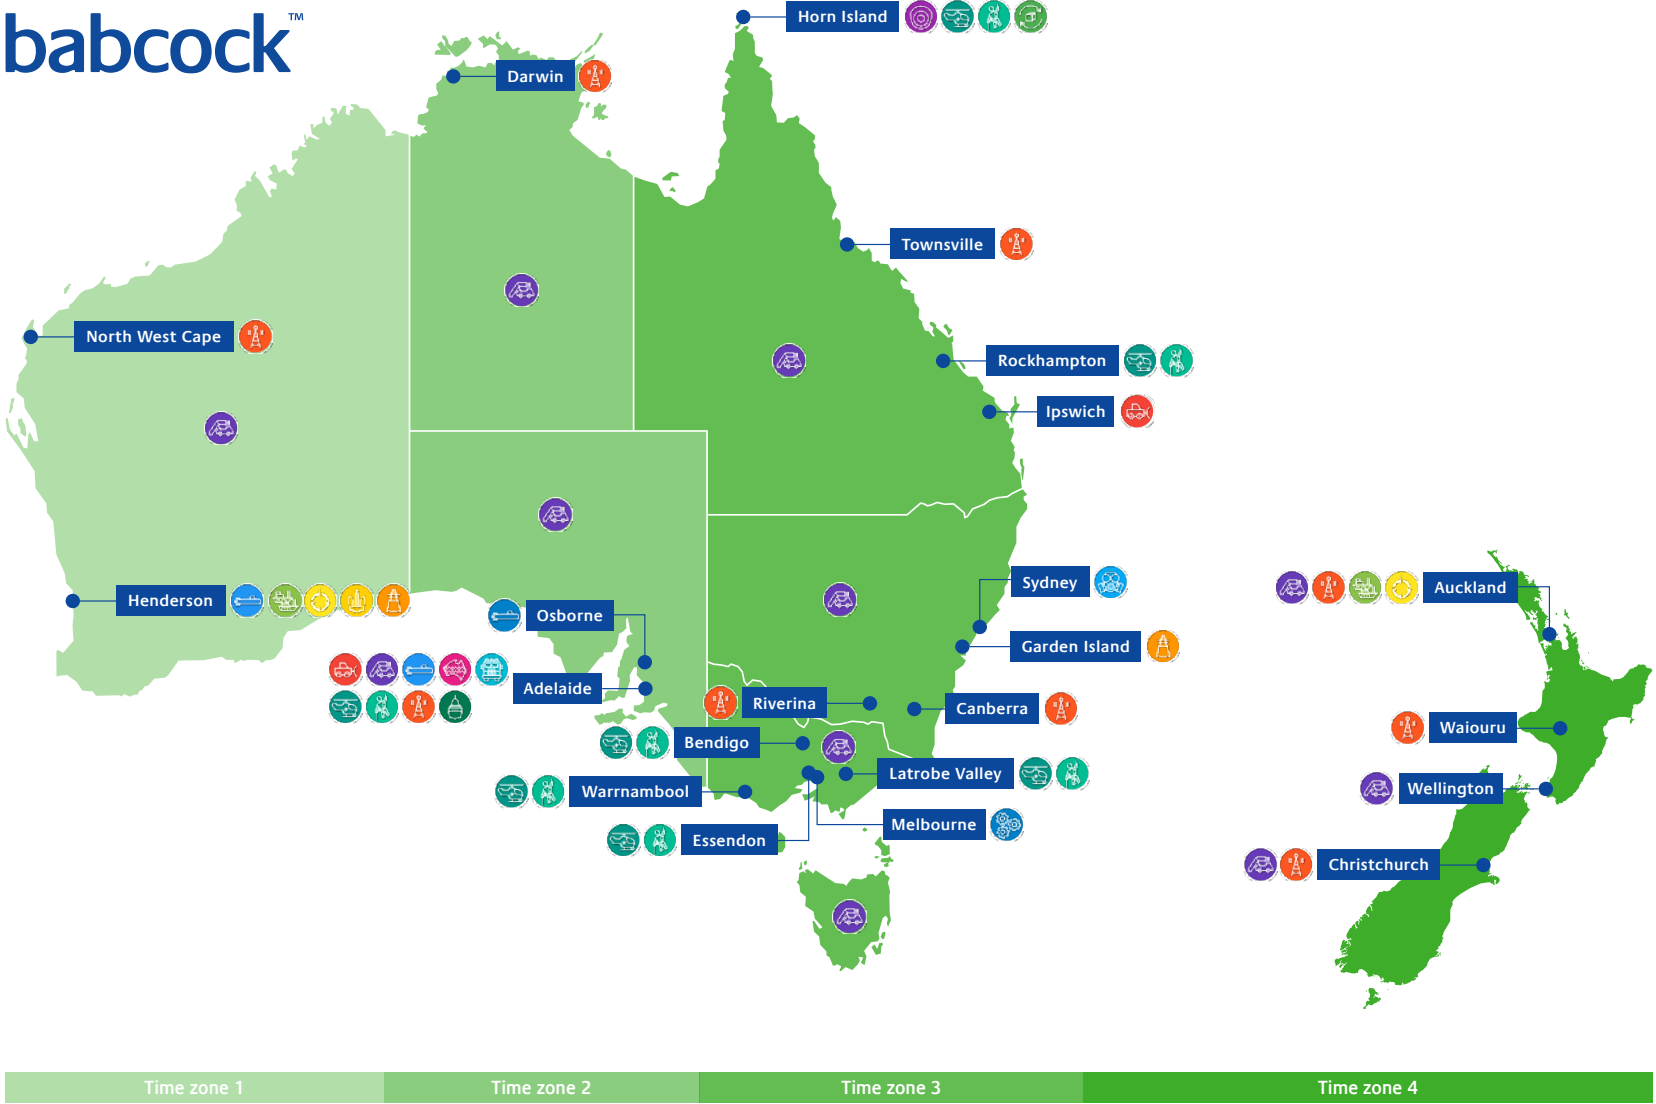 babcock™
Horn Island
Darwin
Townsville
North West Cape
Rockhampton
Ipswich
Sydney
Auckland
Henderson
Osborne
Garden Island
Adelaide
Riverina
Canberra
Waiouru
Bendigo
Latrobe Valley
Wellington
Warrnambool
Melbourne
Essendon
Christchurch
Time zone 1
Time zone 2
Time zone 3
Time zone 4